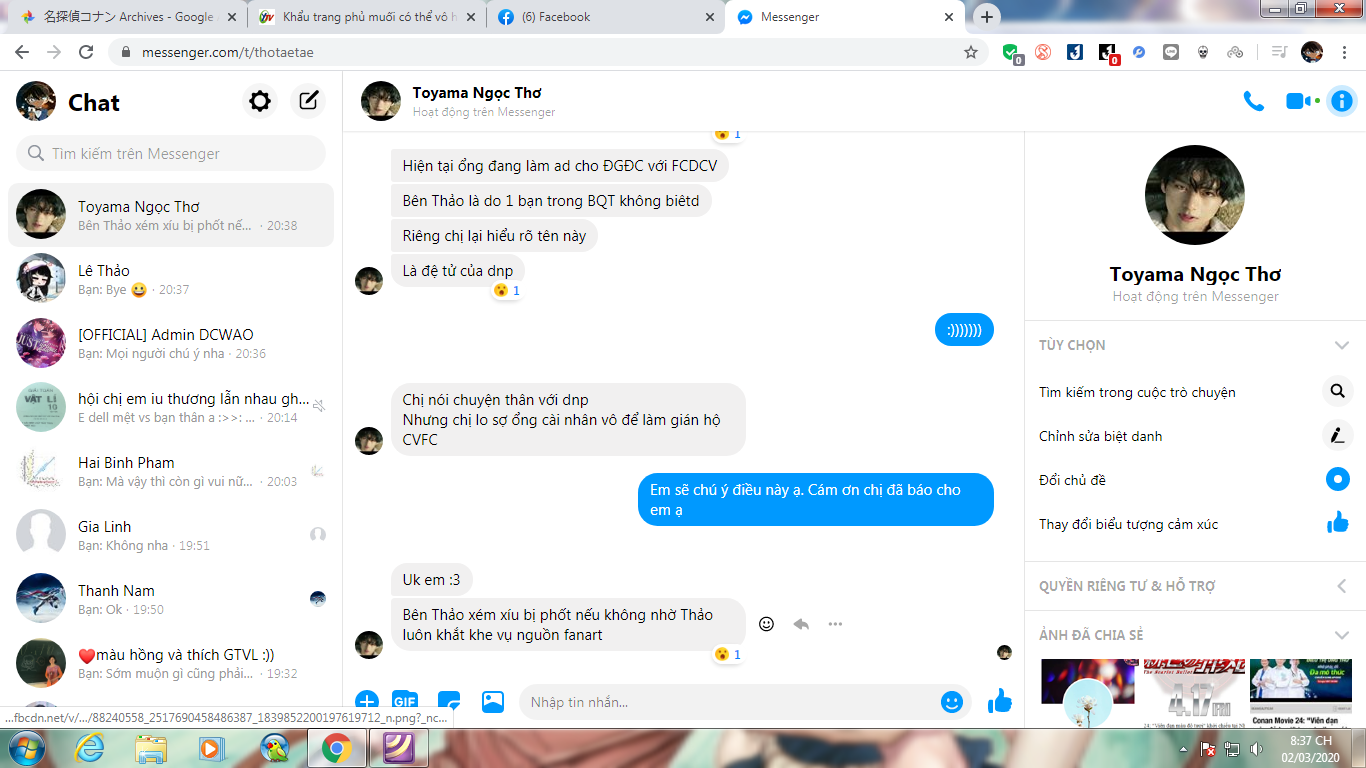 名探偵コナン Archives - Google
Khẩu trang phủ muối có thể vô h
(6) Facebook
Messenger
messenger.com/t/thotaetae
0
0
Chat
Tìm kiếm trên Messenger
Toyama Ngọc Thơ
Bên Thảo xém xíu bị phốt nế... · 20:38
Lê Thảo
Bạn: Bye 😀 · 20:37
[OFFICIAL] Admin DCWAO
Bạn: Mọi người chú ý nha · 20:36
hội chị em iu thương lẫn nhau gh...
E dell mệt vs bạn thân a :>>: ... · 20:14
Hai Binh Pham
Bạn: Mà vậy thì còn gì vui nữ... · 20:03
Gia Linh
Bạn: Không nha · 19:51
Thanh Nam
Bạn: Ok · 19:50
❤️màu hồng và thích GTVL :))
Bạn: Sớm muộn gì cũng phải... · 19:32
...fbcdn.net/v/.../88240558_2517690458486387_1839852200197619712_n.png?_nc...
Toyama Ngọc Thơ
Hoạt động trên Messenger
😮 1
Hiện tại ổng đang làm ad cho ĐGĐC với FCDCV
Bên Thảo là do 1 bạn trong BQT không biêtd
Riêng chị lại hiểu rõ tên này
Là đệ tử của dnp
😮 1
:)))))))
Chị nói chuyện thân với dnp
Nhưng chị lo sợ ổng cài nhân vô để làm gián hộ
CVFC
Em sẽ chú ý điều này ạ. Cám ơn chị đã báo cho
em ạ
Uk em :3
Bên Thảo xém xíu bị phốt nếu không nhờ Thảo
luôn khắt khe vụ nguồn fanart
😮 1
GIF
Nhập tin nhắn...
Toyama Ngọc Thơ
Hoạt động trên Messenger
TÙY CHỌN
Tìm kiếm trong cuộc trò chuyện
Chỉnh sửa biệt danh
Đổi chủ đề
Thay đổi biểu tượng cảm xúc
QUYỀN RIÊNG TƯ & HỖ TRỢ
ẢNH ĐÃ CHIA SẺ
4.17
Đa mô thức
Conan Movie 24: "Viên đạn
8:37 CH
02/03/2020